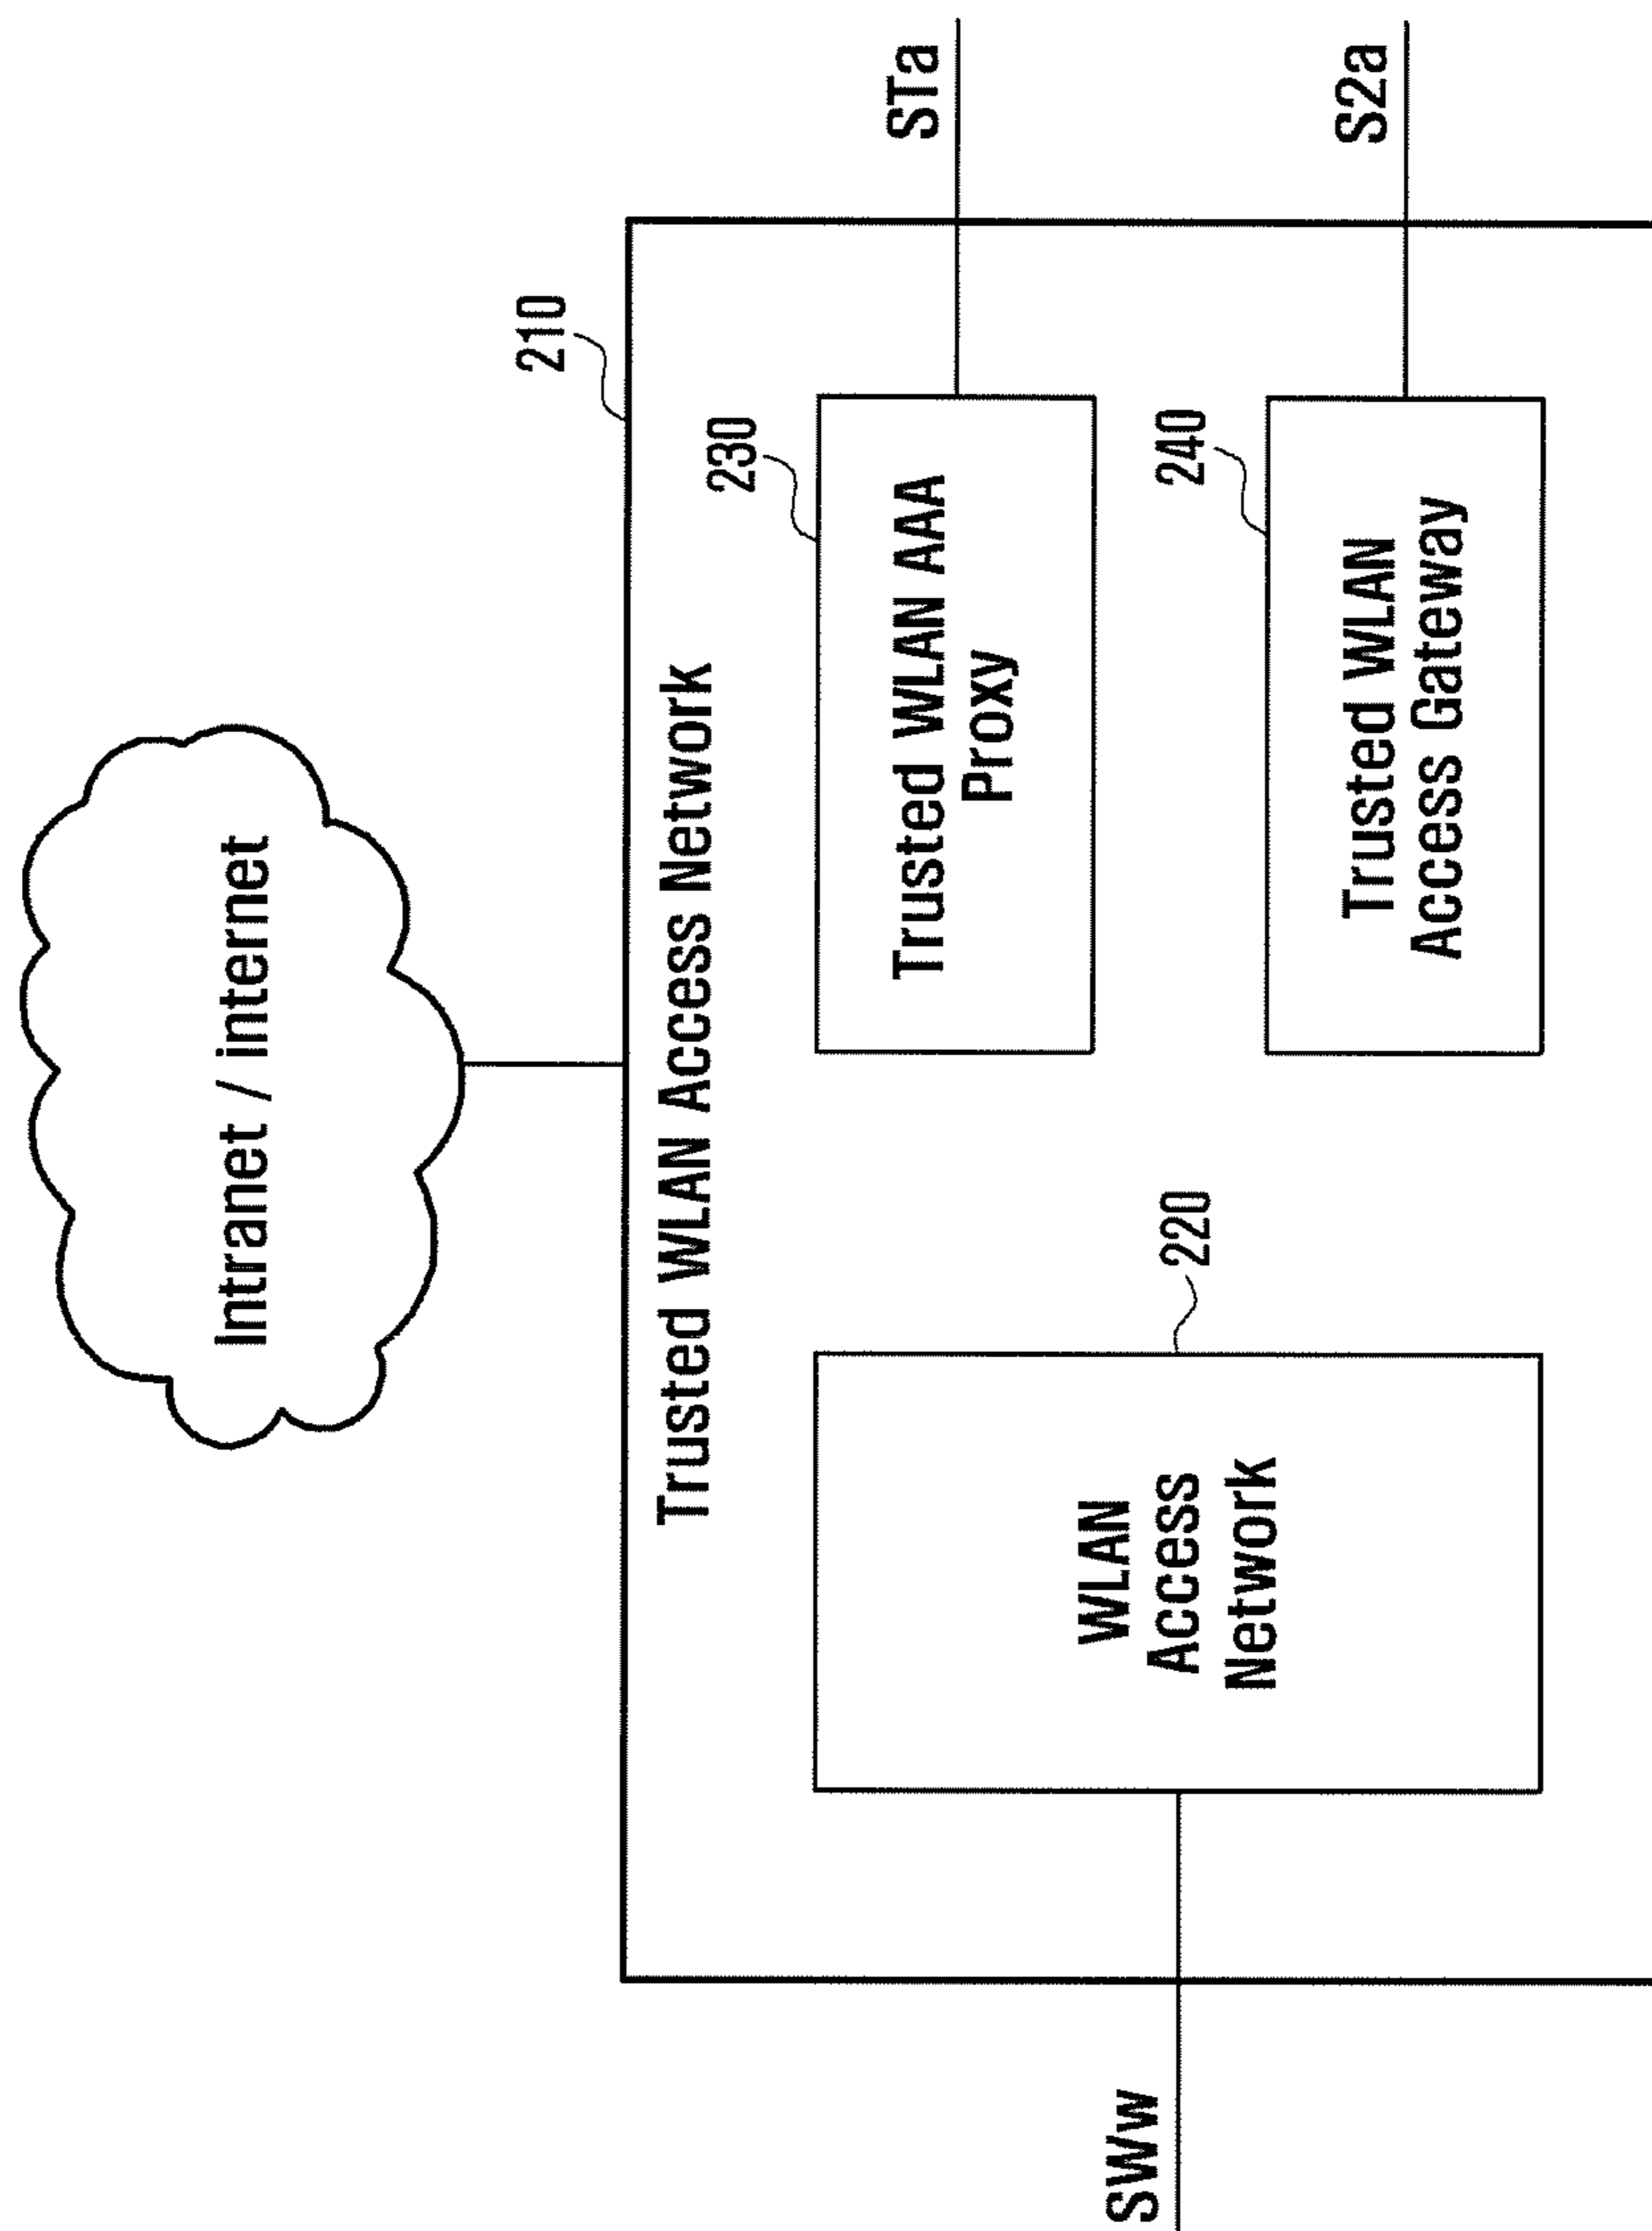 Intranet / internet
210
Trusted WLAN Access Network
230
STa
Trusted WLAN AAA
Proxy
220
240
SWw
WLAN
Access
Network
S2a
Trusted WLAN
Access Gateway